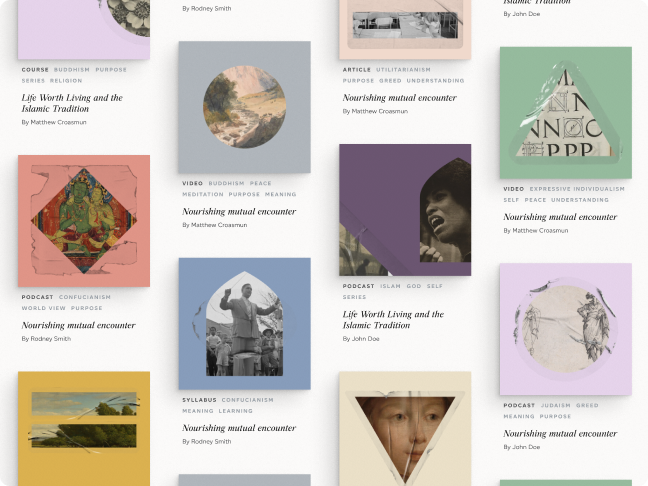 COURSE BUDDHISM PURPOSE
SERIES RELIGION
Life Worth Living and the
Islamic Tradition
By Matthew Croasmun
PODCAST CONFUCIANISM
WORLD VIEW PURPOSE
Nourishing mutual encounter
By Rodney Smith
By Rodney Smith
VIDEO BUDDHISM PEACE
MEDITATION PURPOSE MEANING
Nourishing mutual encounter
By Matthew Croasmun
SYLLABUS CONFUCIANISM
MEANING LEARNING
Nourishing mutual encounter
By Rodney Smith
ARTICLE UTILITARIANISM
PURPOSE GREED UNDERSTANDING
Nourishing mutual encounter
By Matthew Croasmun
PODCAST ISLAM GOD SELF
SERIES
Life Worth Living and the
Islamic Tradition
By John Doe
Islamic Tradition
By John Doe
VIDEO EXPRESSIVE INDIVIDUALISM
SELF PEACE UNDERSTANDING
Nourishing mutual encounter
By Matthew Croasmun
PODCAST JUDAISM GREED
MEANING PURPOSE
Nourishing mutual encounter
By Rodney Smith